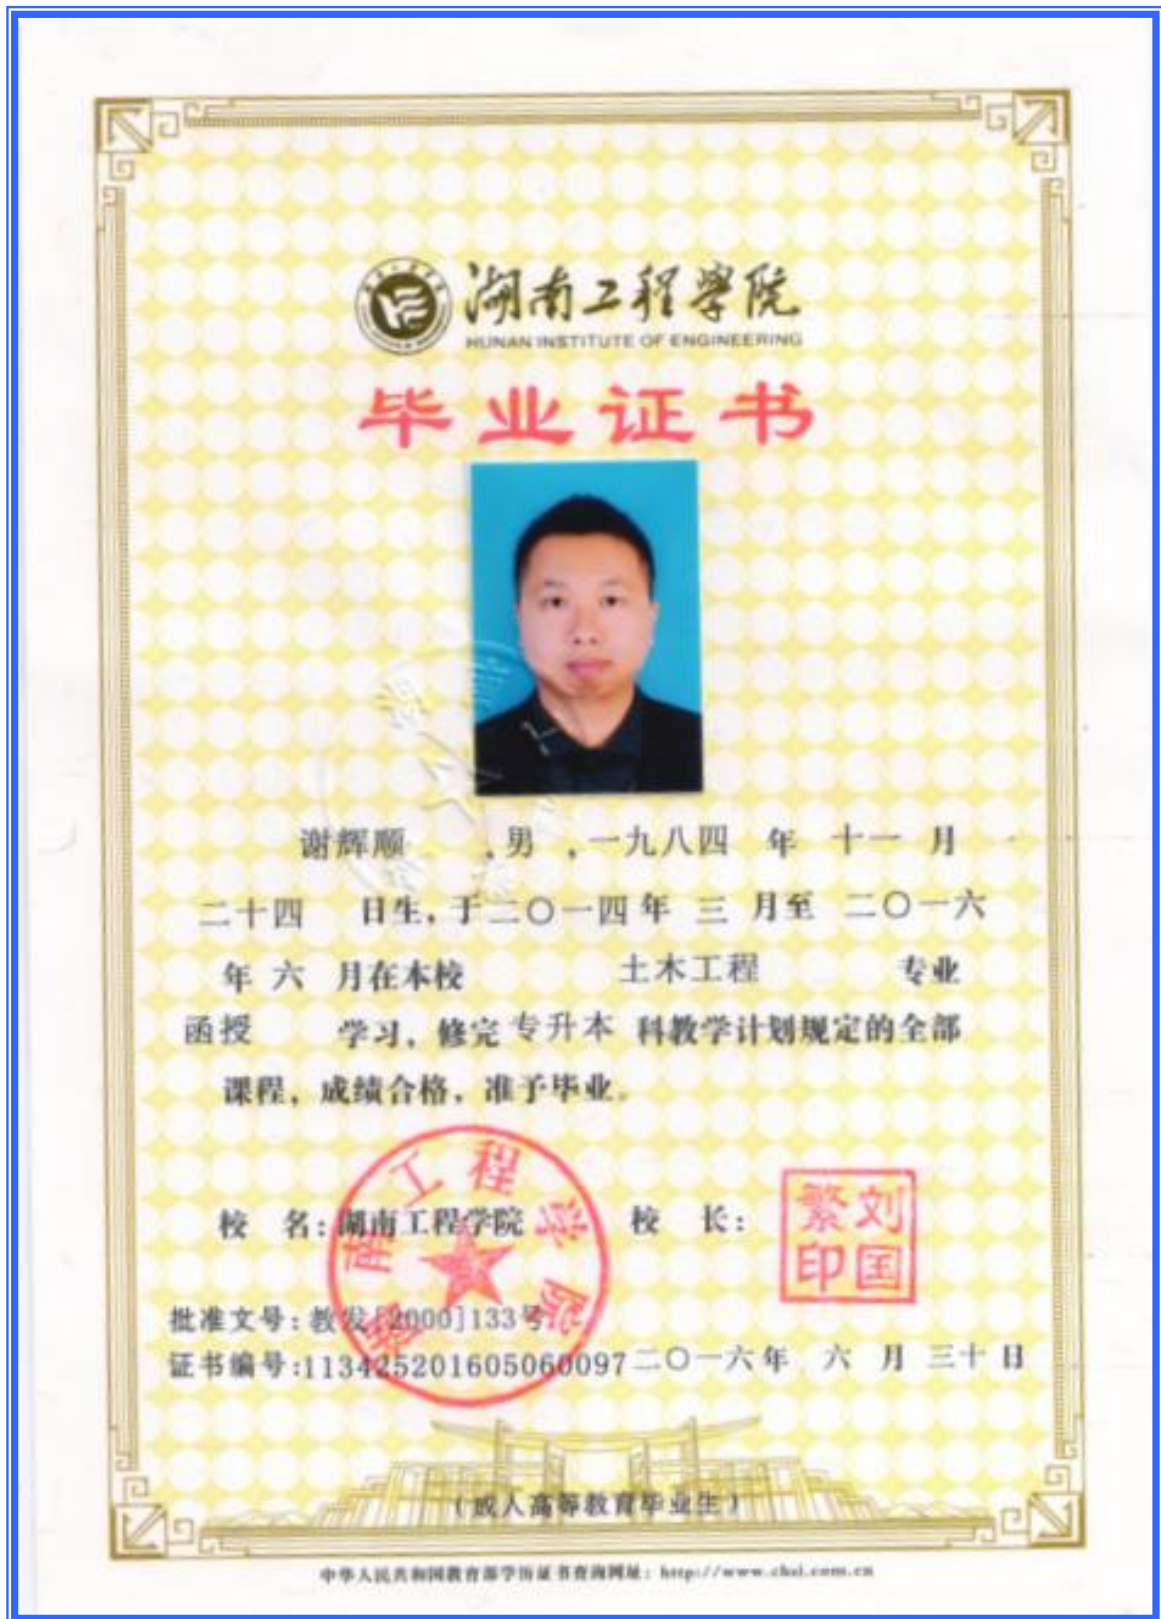 湖南工程学院
HUNAN INSTITUTE OF ENGINEERING
毕业证书
谢辉顺 ,男 ,一九八四 年 十一 月
二十四 日生,于二〇一四年 三 月至 二〇一六
年 六 月在本校 土木工程 专业
函授 学习,修完 专升本 科教学计划规定的全部
课程,成绩合格,准予毕业。
湖南工程学院
校 名:湖南工程学院 校 长:
刘国繁印
批准文号:教发[2000]133号
证书编号:113425201605060097 二〇一六年 六 月 三十 日
(成人高等教育毕业生)
中华人民共和国教育部学历证书查询网址:http://www.chsi.com.cn